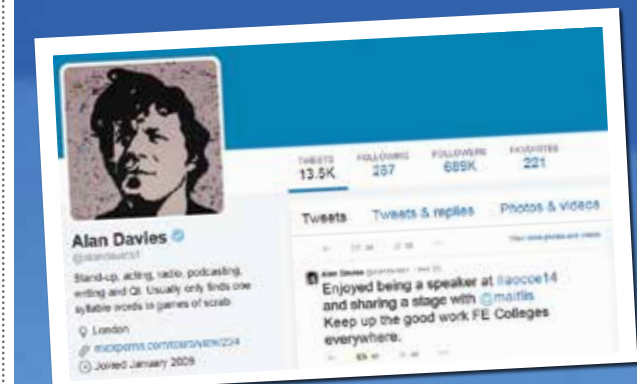 TWEETS FOLLOWING FOLLOWERS FAVORITES
13.5K 287 689K 221
Tweets Tweets & replies Photos & videos
Alan Davies
Stand-up, acting, radio, podcasting,
writing and QI. Usually only finds one
syllable words in games of scrab
London
Joined January 2009
Alan Davies
Enjoyed being a speaker at #aocce14
and sharing a stage with @maitlis
Keep up the good work FE Colleges
everywhere.